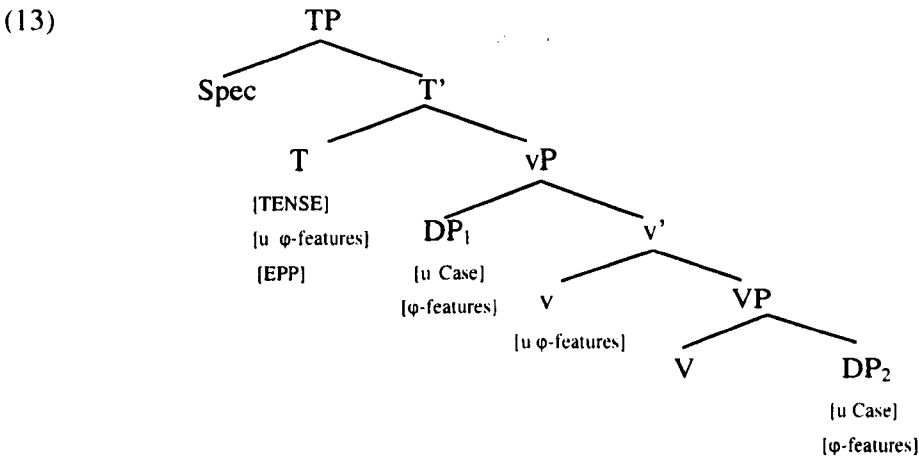 (13) TP
Spec T'
T vP
[TENSE]
[u φ-features] DP₁ v'
[EPP] [u Case] v VP
[φ-features]
[u φ-features] V DP₂
[u Case]
[φ-features]